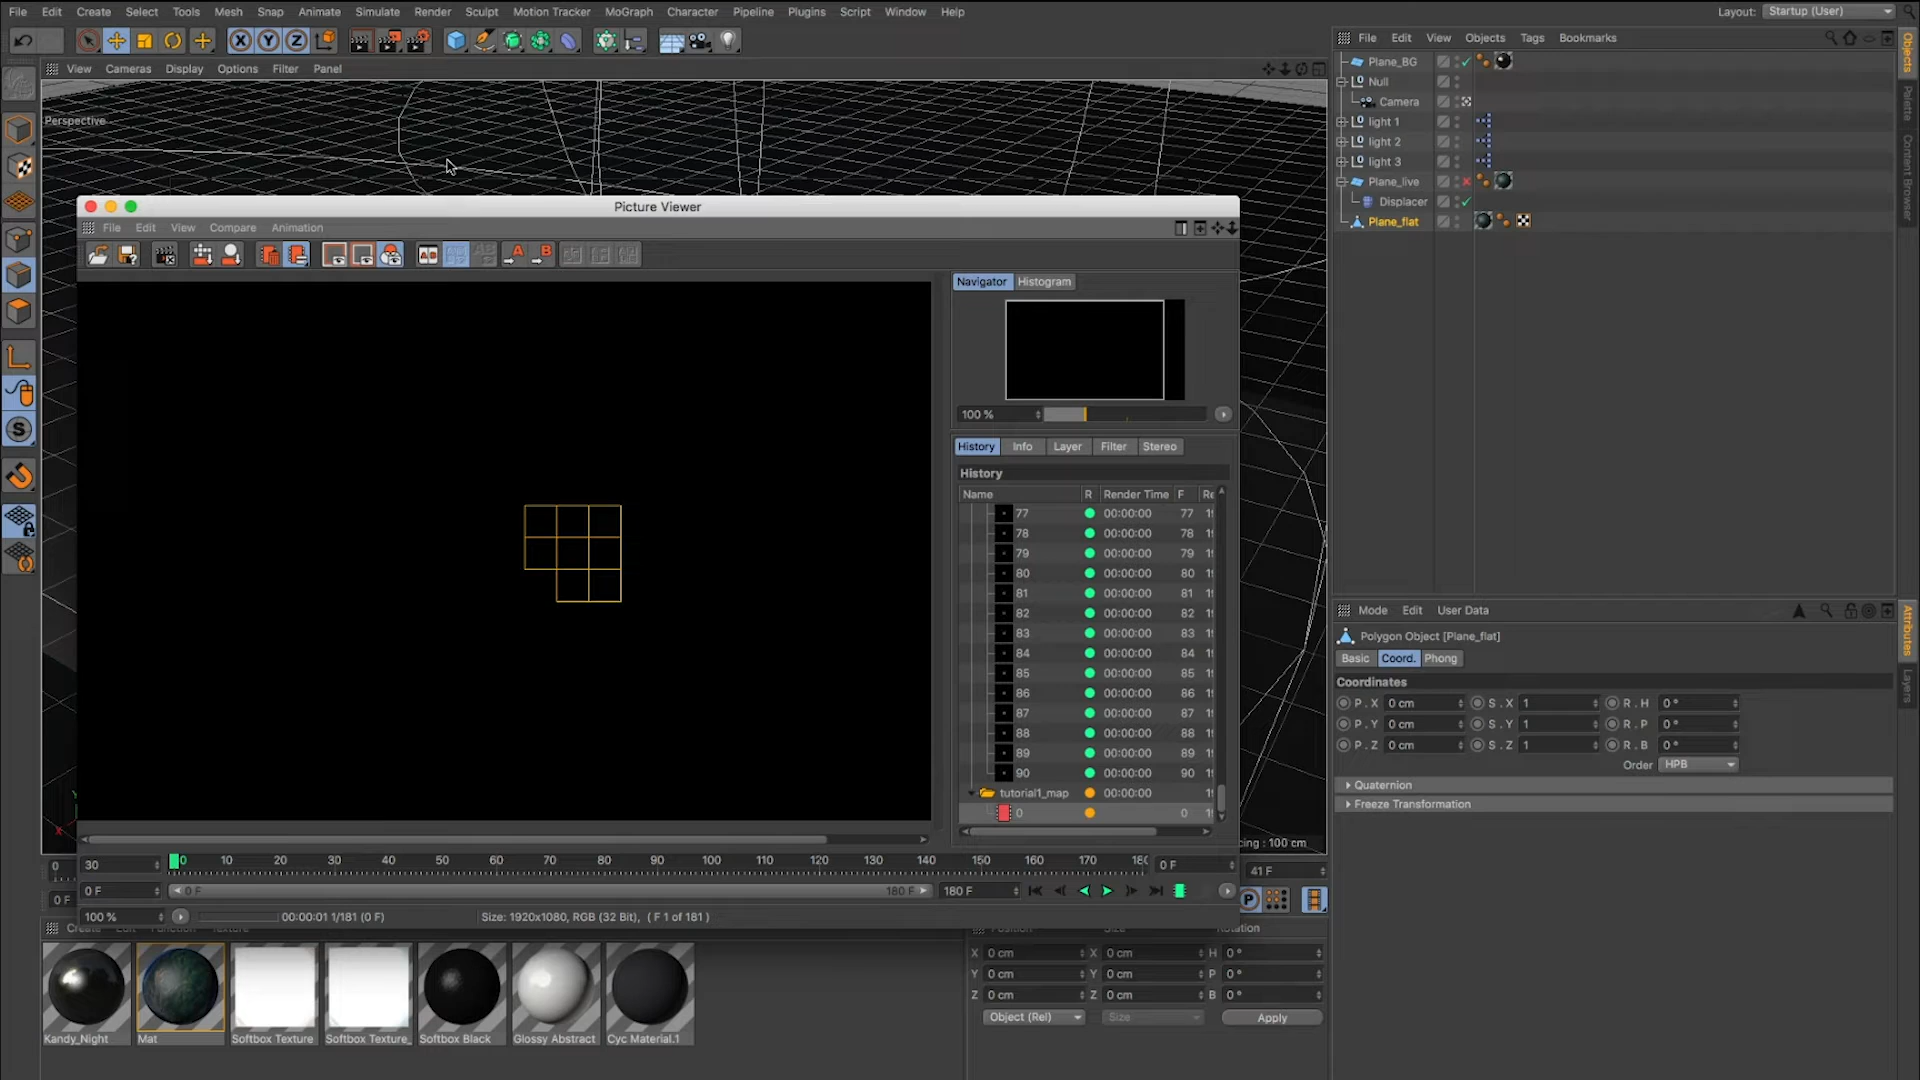 File Edit Create Select Tools Mesh Snap Animate Simulate Render Sculpt Motion Tracker MoGraph Character Pipeline Plugins Script Window Help
Layout: Startup (User)
View Cameras Display Options Filter Panel
File Edit View Objects Tags Bookmarks
Perspective
Plane_BG
Null
Camera
light 1
light 2
light 3
Plane_live
Displacer
Plane_flat
Objects
Palette
Content Browser
Picture Viewer
File Edit View Compare Animation
Navigator Histogram
100 %
History Info Layer Filter Stereo
History
Name R Render Time F
77 00:00:00 77
78 00:00:00 78
79 00:00:00 79
80 00:00:00 80
81 00:00:00 81
82 00:00:00 82
83 00:00:00 83
84 00:00:00 84
85 00:00:00 85
86 00:00:00 86
87 00:00:00 87
88 00:00:00 88
89 00:00:00 89
90 00:00:00 90
tutorial1_map 00:00:00
0 0
cing : 100 cm
0 30 0 10 20 30 40 50 60 70 80 90 100 110 120 130 140 150 160 170 0 F 41 F
0 F 0 F 0 F 180 F 180 F
100 % 00:00:01 1/181 (0 F) Size: 1920x1080, RGB (32 Bit), ( F 1 of 181 )
Mode Edit User Data
Polygon Object [Plane_flat]
Basic Coord. Phong
Coordinates
P . X 0 cm S . X 1 R . H 0 °
P . Y 0 cm S . Y 1 R . P 0 °
P . Z 0 cm S . Z 1 R . B 0 °
Order HPB
Quaternion
Freeze Transformation
Attributes
Layers
Kandy_Night Mat Softbox Texture Softbox Texture_ Softbox Black Glossy Abstract Cyc Material.1
X 0 cm X 0 cm H 0 °
Y 0 cm Y 0 cm P 0 °
Z 0 cm Z 0 cm B 0 °
Object (Rel) Size Apply